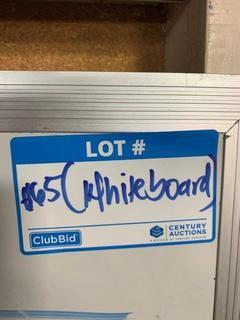 LOT #
#65 (Whiteboard)
ClubBid
CENTURY
AUCTIONS